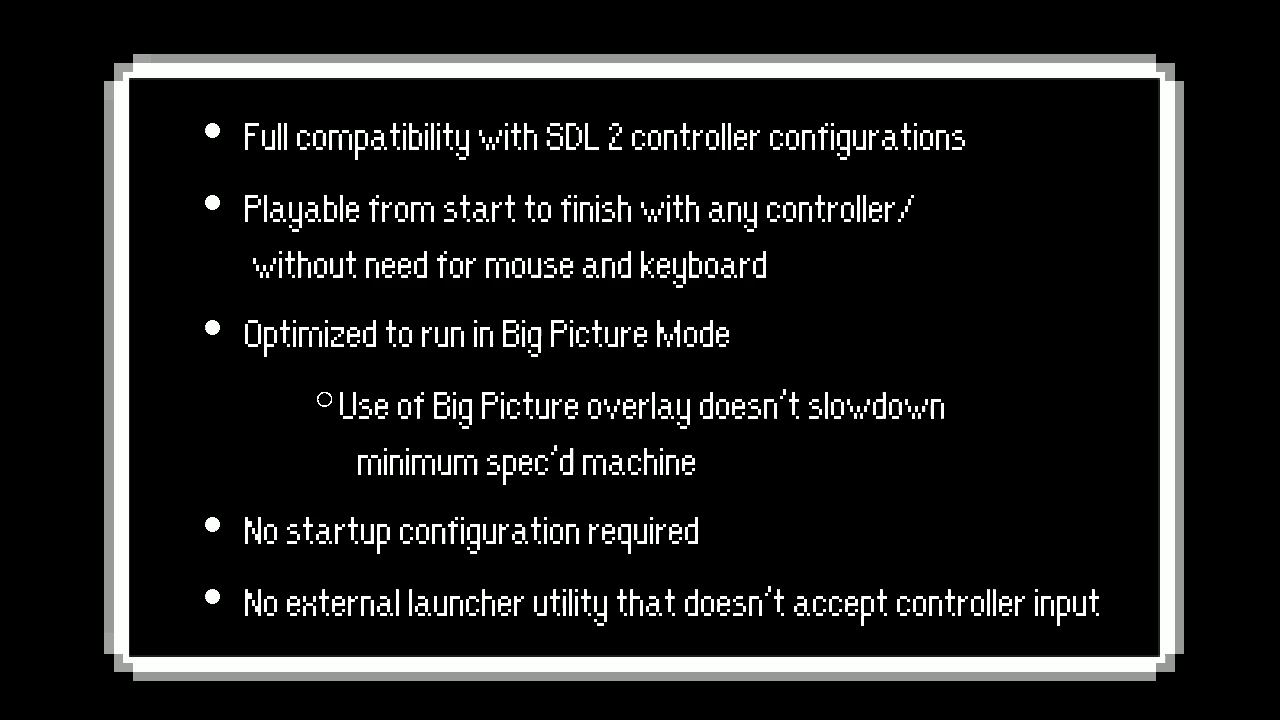 • Full compatibility with SDL 2 controller configurations
• Playable from start to finish with any controller/
without need for mouse and keyboard
• Optimized to run in Big Picture Mode
○ Use of Big Picture overlay doesn't slowdown
minimum spec'd machine
• No startup configuration required
• No external launcher utility that doesn't accept controller input